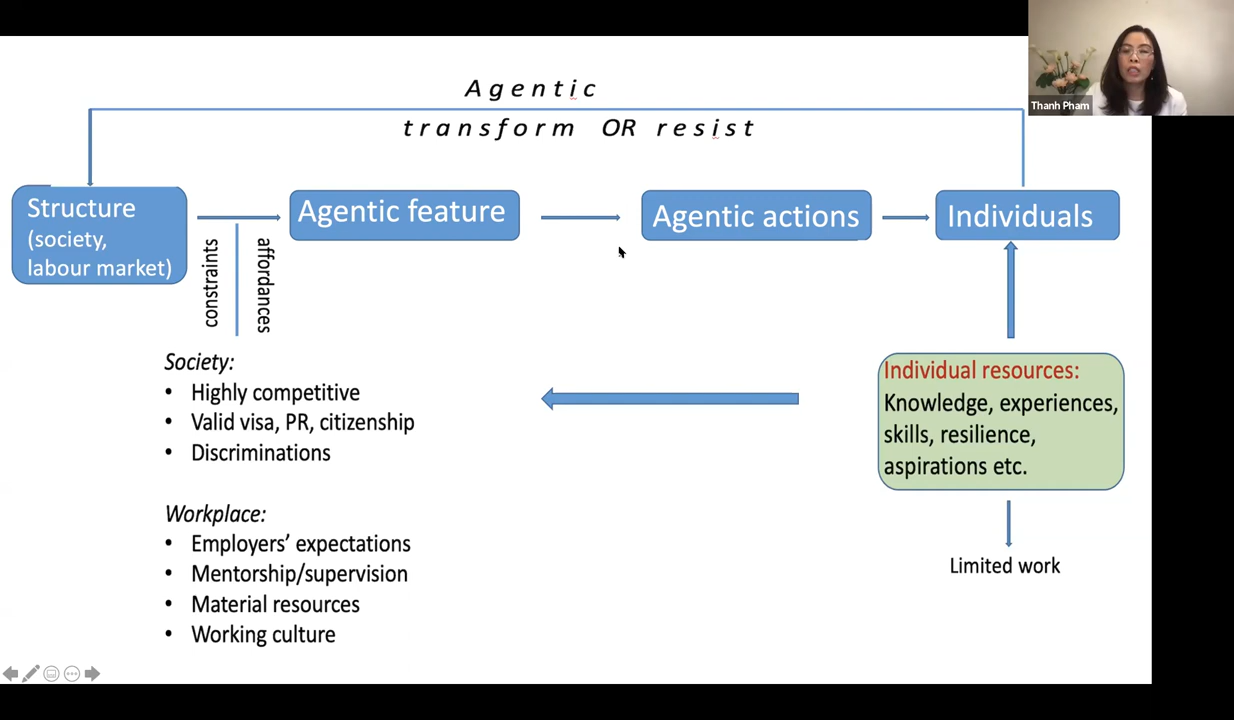 Agentic
transform OR resist
Thanh Pham
Structure
(society,
labour market)
constraints
affordances
Agentic feature
Agentic actions
Individuals
Society:
• Highly competitive
• Valid visa, PR, citizenship
• Discriminations
Workplace:
• Employers’ expectations
• Mentorship/supervision
• Material resources
• Working culture
Individual resources:
Knowledge, experiences,
skills, resilience,
aspirations etc.
Limited work